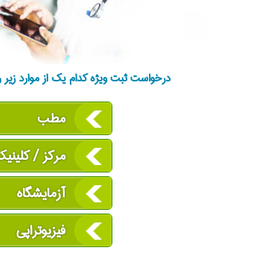 درخواست ثبت ویژه کدام یک از موارد زیر
مطب
مرکز / کلینیک
آزمایشگاه
فیزیوتراپی